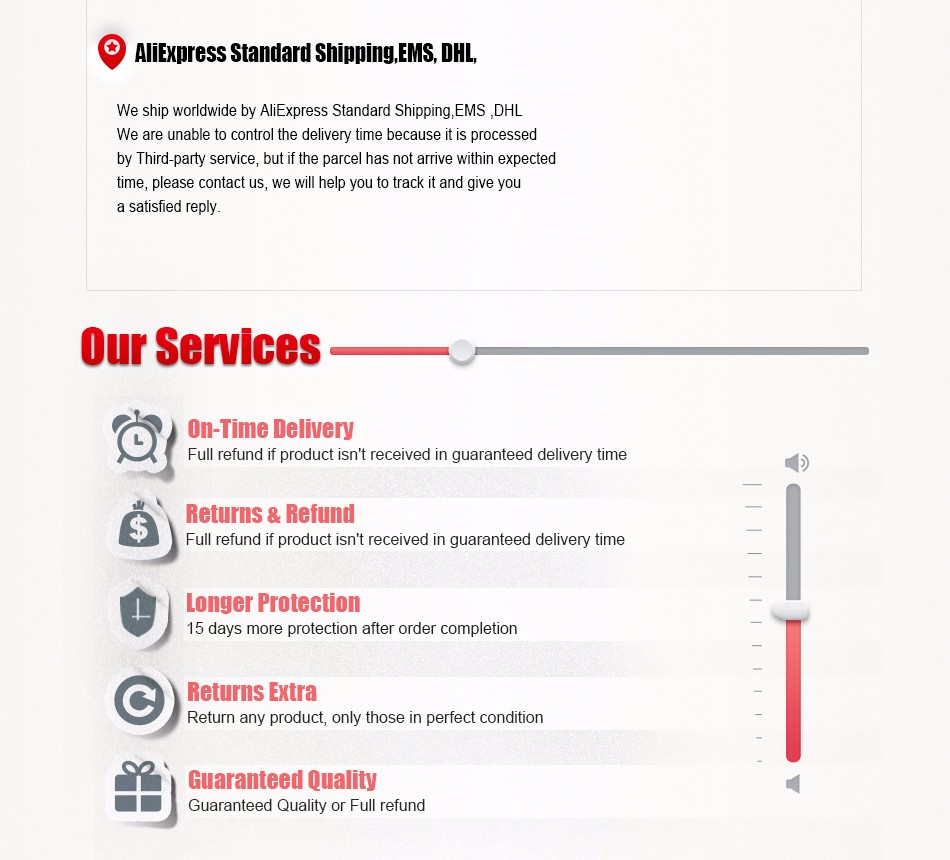 AliExpress Standard Shipping,EMS, DHL,
We ship worldwide by AliExpress Standard Shipping,EMS ,DHL
We are unable to control the delivery time because it is processed
by Third-party service, but if the parcel has not arrive within expected
time, please contact us, we will help you to track it and give you
a satisfied reply.
Our Services
On-Time Delivery
Full refund if product isn't received in guaranteed delivery time
$
Returns & Refund
Full refund if product isn't received in guaranteed delivery time
Longer Protection
15 days more protection after order completion
Returns Extra
Return any product, only those in perfect condition
Guaranteed Quality
Guaranteed Quality or Full refund